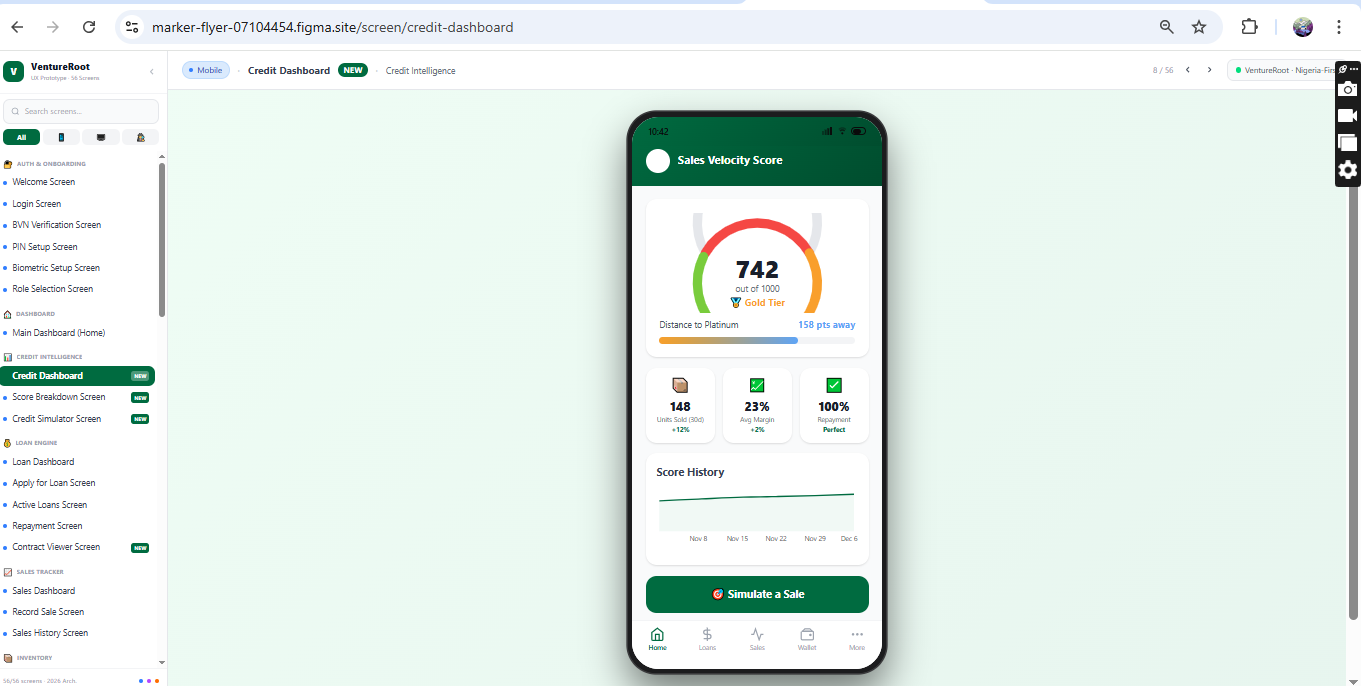 marker-flyer-07104454.figma.site/screen/credit-dashboard
V
VentureRoot
UX Prototype · 56 Screens
Search screens...
All
AUTH & ONBOARDING
Welcome Screen
Login Screen
BVN Verification Screen
PIN Setup Screen
Biometric Setup Screen
Role Selection Screen
DASHBOARD
Main Dashboard (Home)
CREDIT INTELLIGENCE
Credit Dashboard NEW
Score Breakdown Screen NEW
Credit Simulator Screen NEW
LOAN ENGINE
Loan Dashboard
Apply for Loan Screen
Active Loans Screen
Repayment Screen
Contract Viewer Screen NEW
SALES TRACKER
Sales Dashboard
Record Sale Screen
Sales History Screen
INVENTORY
56/56 screens · 2026 Arch.
Mobile · Credit Dashboard NEW · Credit Intelligence
8 / 56
VentureRoot - Nigeria-Firs
10:42
Sales Velocity Score
742
out of 1000
Gold Tier
Distance to Platinum 158 pts away
148 23% 100%
Units Sold (30d) Avg Margin Repayment
+12% +2% Perfect
Score History
Nov 8 Nov 15 Nov 22 Nov 29 Dec 6
Simulate a Sale
Home Loans Sales Wallet More